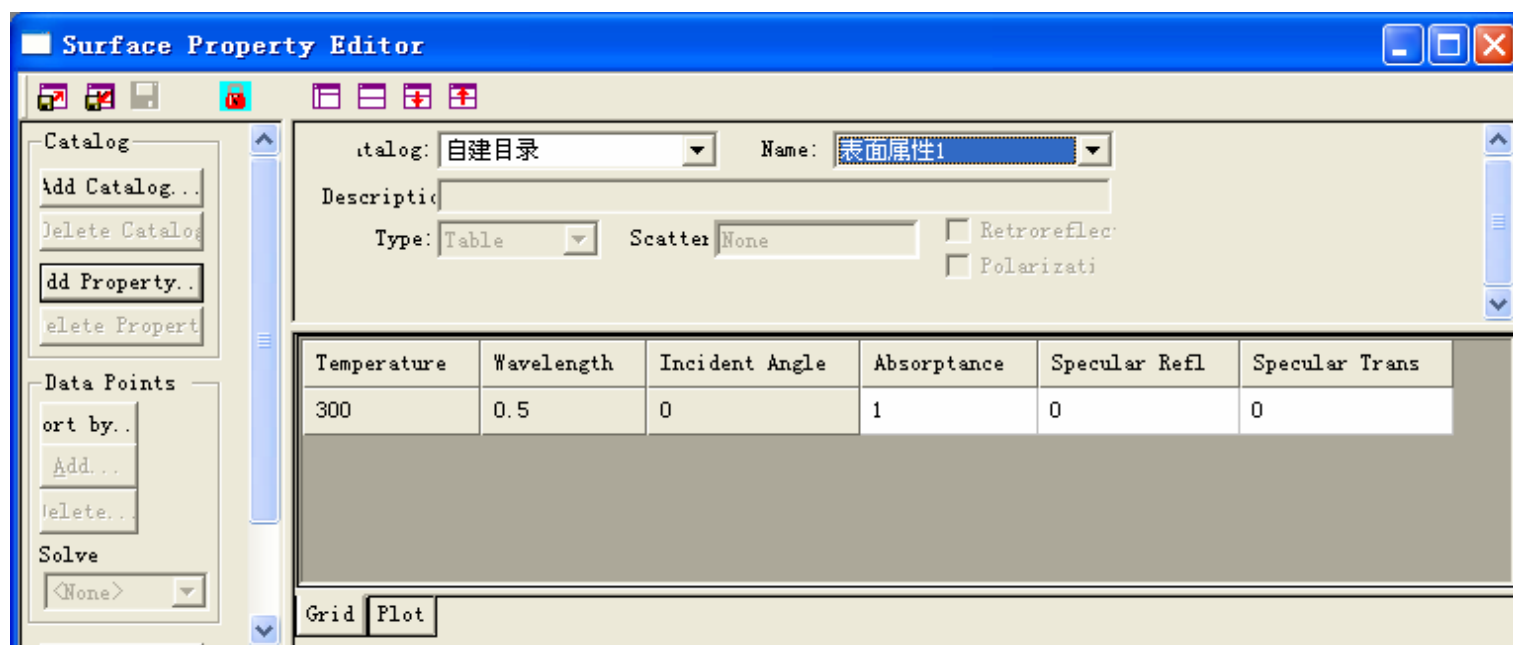 Surface Property Editor
Catalog
Add Catalog...
Delete Catalog
dd Property..
elete Propert
Data Points
ort by..
Add...
elete...
Solve
<None>
talog: 自建目录 Name: 表面属性1
Descriptio
Type: Table Scatter None Retroreflec
Polarizati
Temperature Wavelength Incident Angle Absorptance Specular Refl Specular Trans
300 0.5 0 1 0 0
Grid Plot